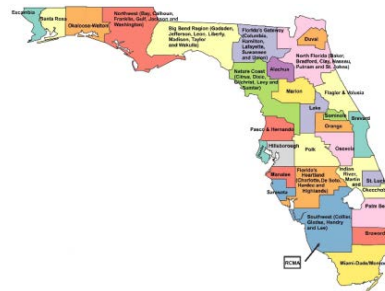 Escambia
Santa Rosa
Okaloosa-Walton
Northwest (Bay, Calhoun,
Franklin, Gulf, Jackson and
Washington)
Big Bend Region (Gadsden,
Jefferson, Leon, Liberty,
Madison, Taylor
and Wakulla)
Florida's Gateway
(Columbia,
Hamilton,
Lafayette,
Suwannee
and Union)
Duval
North Florida (Baker,
Bradford, Clay, Nassau,
Putnam and St. Johns)
Alachua
Nature Coast
(Citrus, Dixie,
Gilchrist, Levy and
Sumter)
Marion
Flagler & Volusia
Lake
Seminole
Orange
Brevard
Pasco & Hernando
Hillsborough
Polk
Osceola
Indian
River,
Martin
and
Okeechobee
St. Lucie
Manatee
Florida's
Heartland
(Charlotte, De Soto,
Hardee and
Highlands)
Sarasota
Southwest (Collier,
Glades, Hendry
and Lee)
Palm Beach
Broward
Miami-Dade/Monroe
RCMA